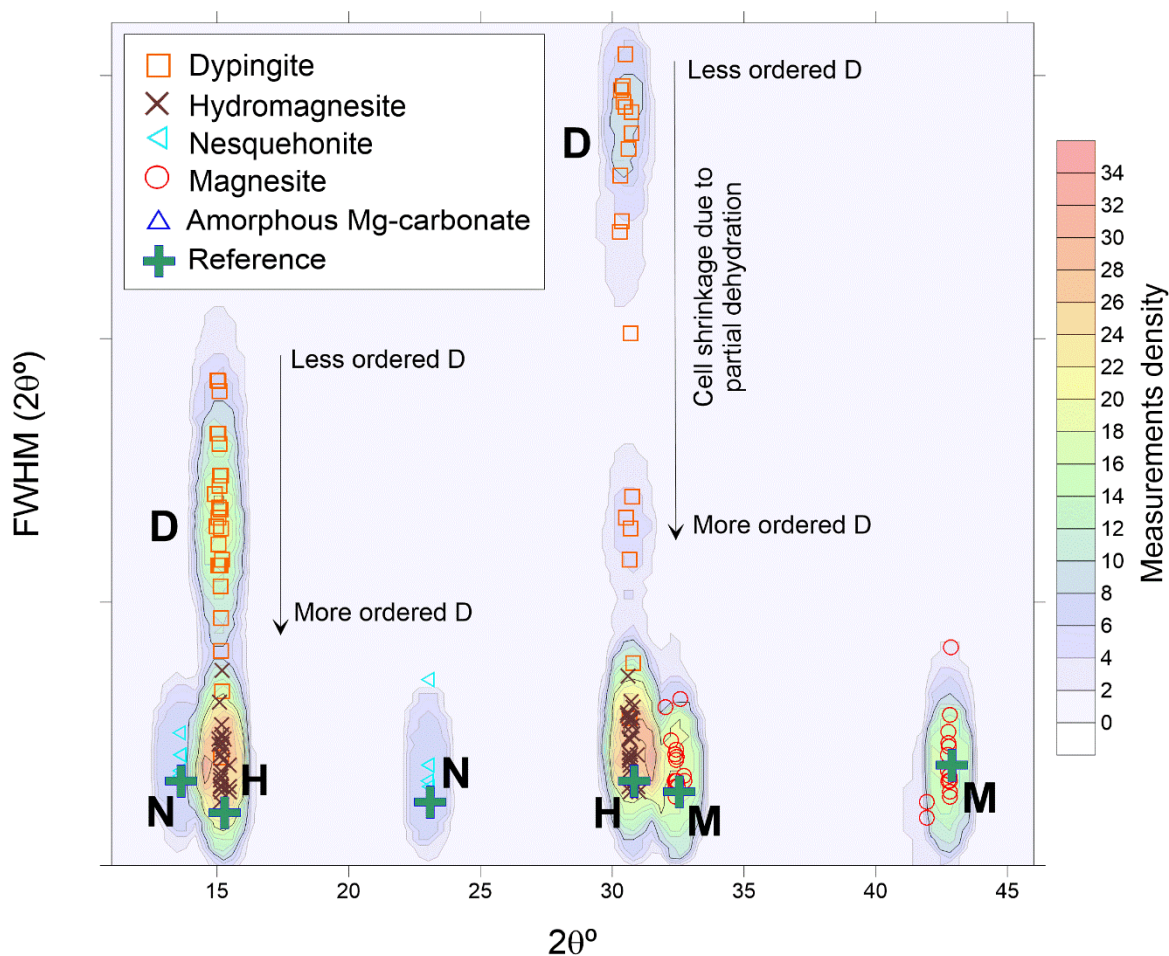 Dypingite
Hydromagnesite
Nesquehonite
Magnesite
Amorphous Mg-carbonate
Reference
Less ordered D
D
Cell shrinkage due to
partial dehydration
More ordered D
Less ordered D
D
More ordered D
N
H
N
H
M
M
FWHM (2θº)
15
20
25
30
35
40
45
2θº
34
32
30
28
26
24
22
20
18
16
14
12
10
8
6
4
2
0
Measurements density